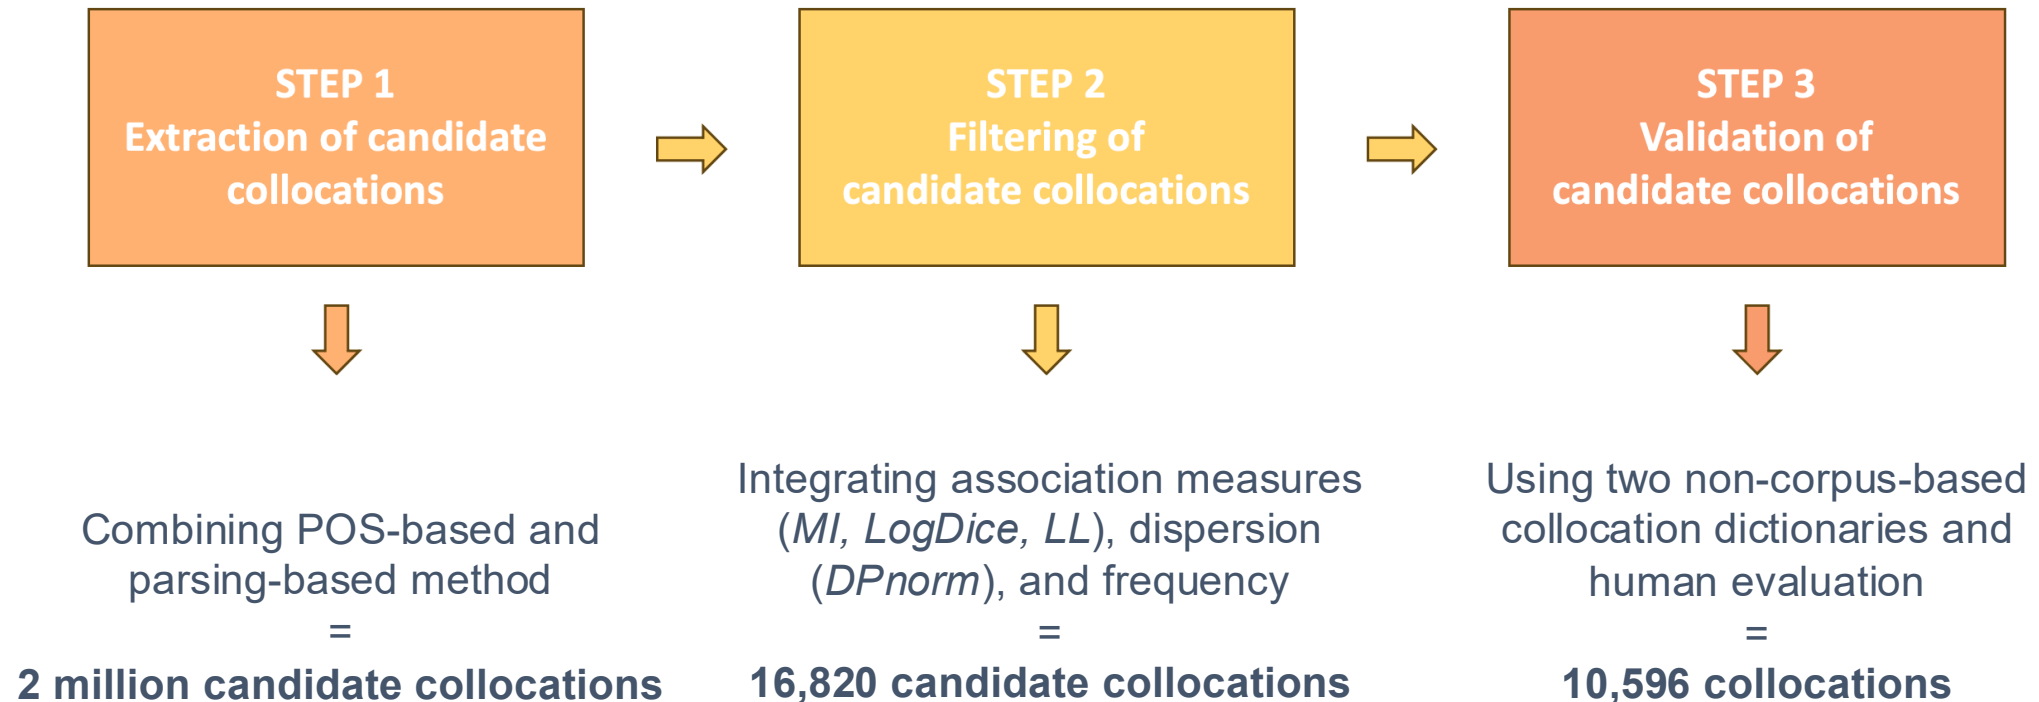 STEP 1
Extraction of candidate
collocations
STEP 2
Filtering of
candidate collocations
STEP 3
Validation of
candidate collocations
Combining POS-based and
parsing-based method
=
2 million candidate collocations
Integrating association measures
(MI, LogDice, LL), dispersion
(DPnorm), and frequency
=
16,820 candidate collocations
Using two non-corpus-based
collocation dictionaries and
human evaluation
=
10,596 collocations